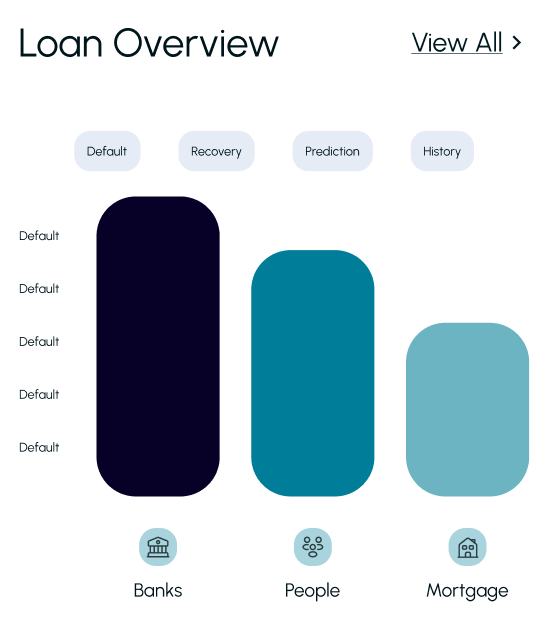 Loan Overview
View All
Default
Recovery
Prediction
History
Default
Default
Default
Default
Default
Banks
People
Mortgage